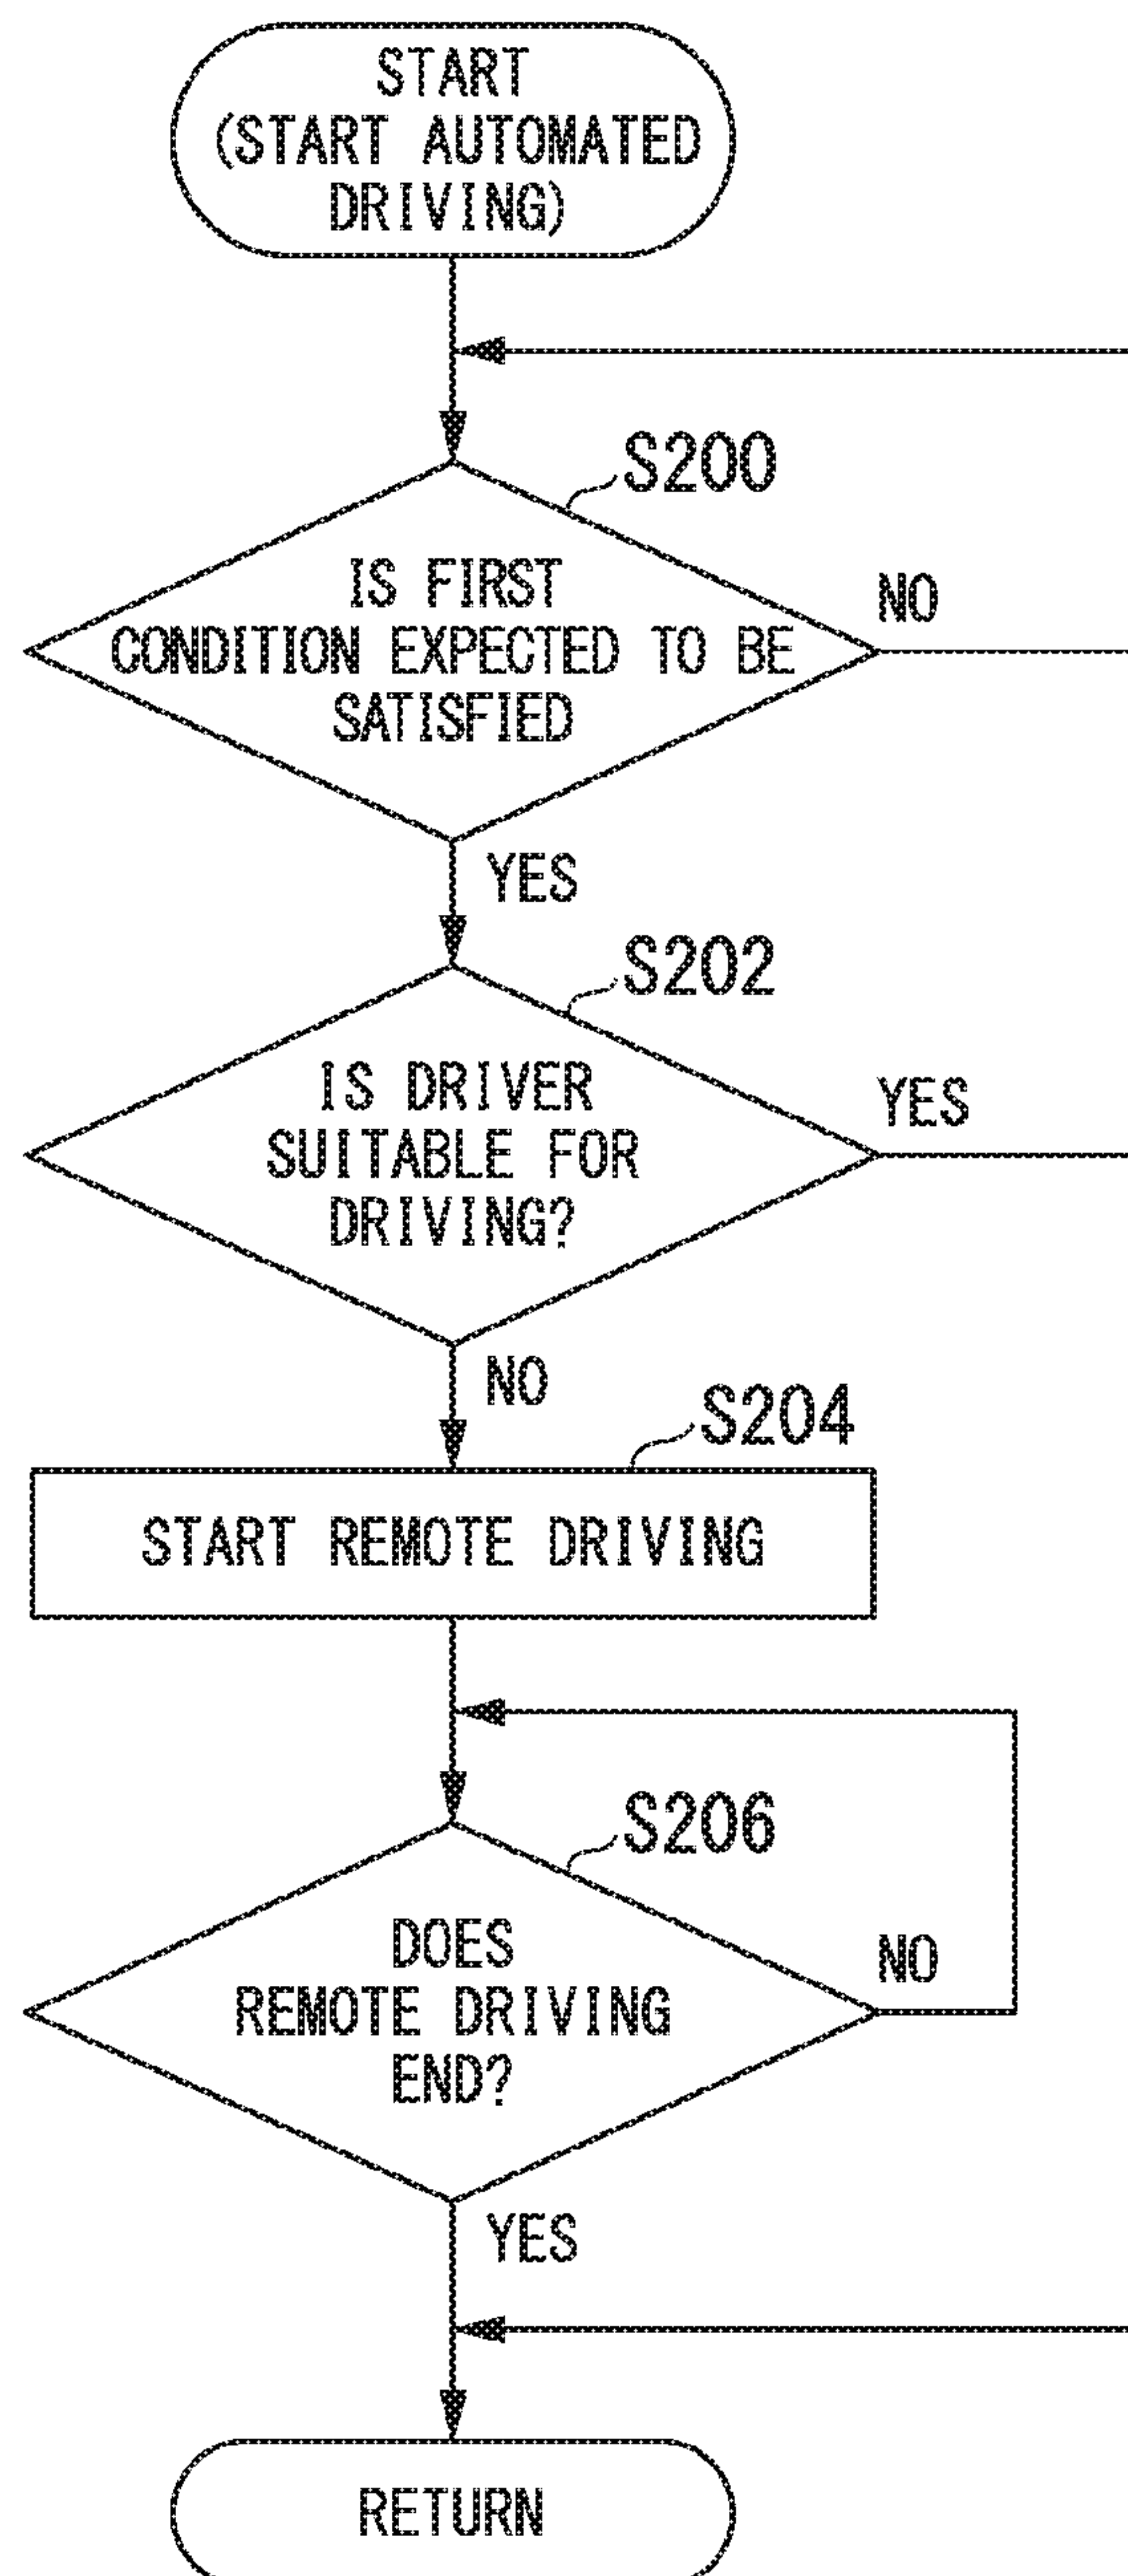 START
(START AUTOMATED
DRIVING)
S200
IS FIRST
CONDITION EXPECTED TO BE
SATISFIED
NO
YES
S202
IS DRIVER
SUITABLE FOR
DRIVING?
YES
NO
S204
START REMOTE DRIVING
S206
DOES
REMOTE DRIVING
END?
NO
YES
RETURN